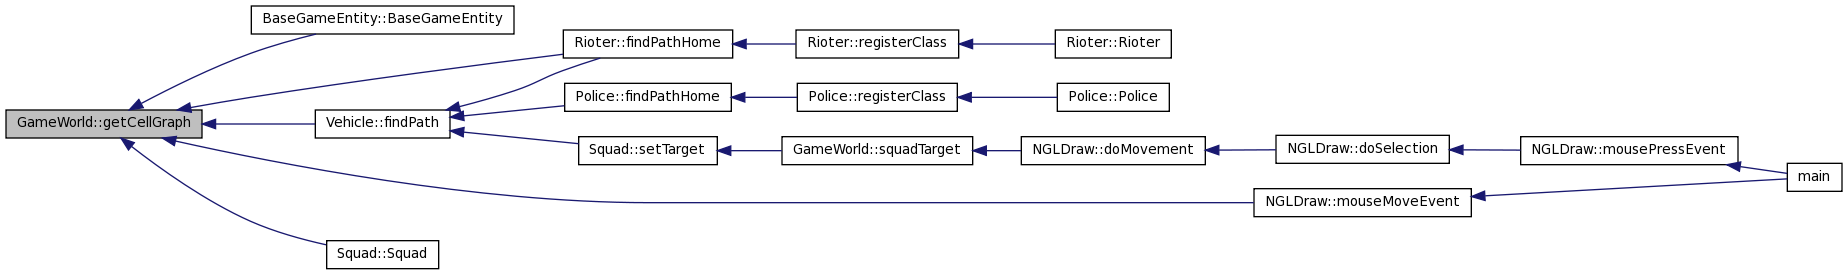 BaseGameEntity::BaseGameEntity
Rioter::findPathHome
Rioter::registerClass
Rioter::Rioter
Police::findPathHome
Police::registerClass
Police::Police
GameWorld::getCellGraph
Vehicle::findPath
Squad::setTarget
GameWorld::squadTarget
NGLDraw::doMovement
NGLDraw::doSelection
NGLDraw::mousePressEvent
main
NGLDraw::mouseMoveEvent
Squad::Squad